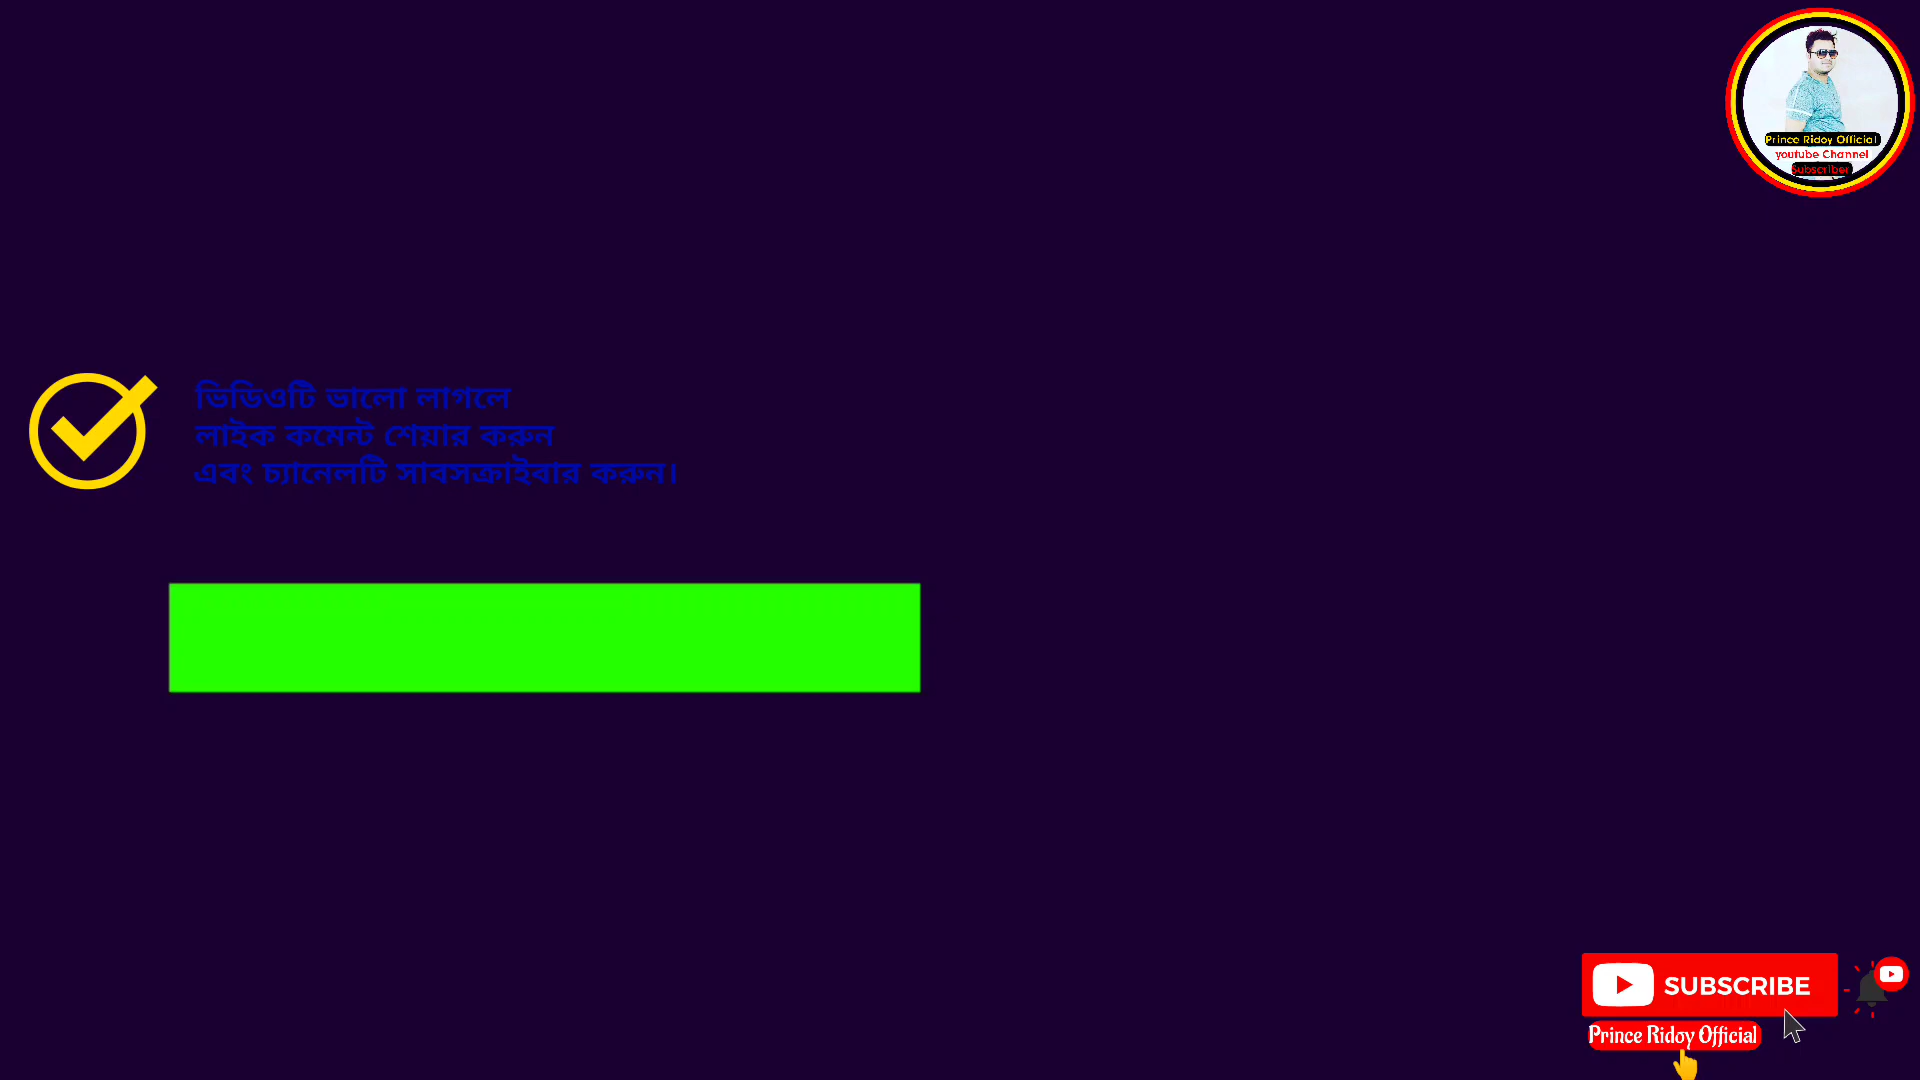 Prince Ridoy Official
youtube Channel
Subscriber
ভিডিওটি ভালো লাগলে
লাইক কমেন্ট শেয়ার করুন
এবং চ্যানেলটি সাবসক্রাইবার করুন।
SUBSCRIBE
Prince Ridoy Official